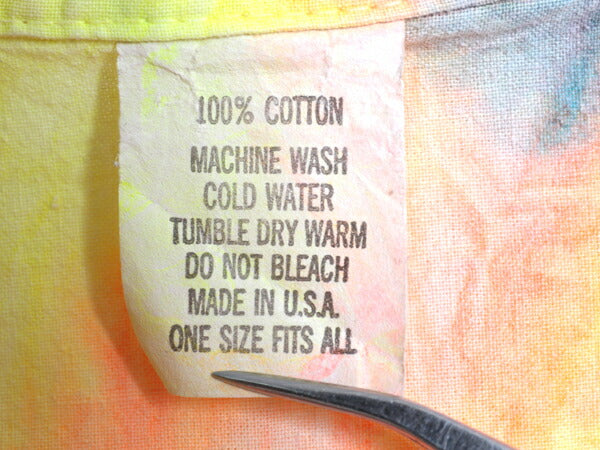 100% COTTON
MACHINE WASH
COLD WATER
TUMBLE DRY WARM
DO NOT BLEACH
MADE IN U.S.A.
ONE SIZE FITS ALL